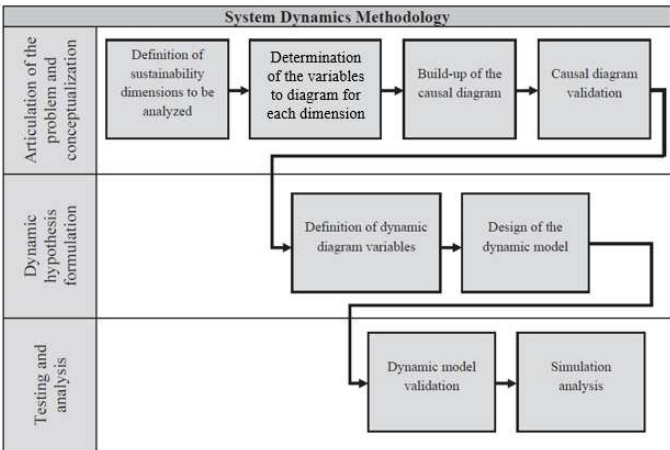 System Dynamics Methodology
Articulation of the
problem and
conceptualization
Definition of
sustainability
dimensions to be
analyzed
Determination
of the variables
to diagram for
each dimension
Build-up of the
causal diagram
Causal diagram
validation
Dynamic
hypothesis
formulation
Definition of dynamic
diagram variables
Design of the
dynamic model
Testing and
analysis
Dynamic model
validation
Simulation
analysis